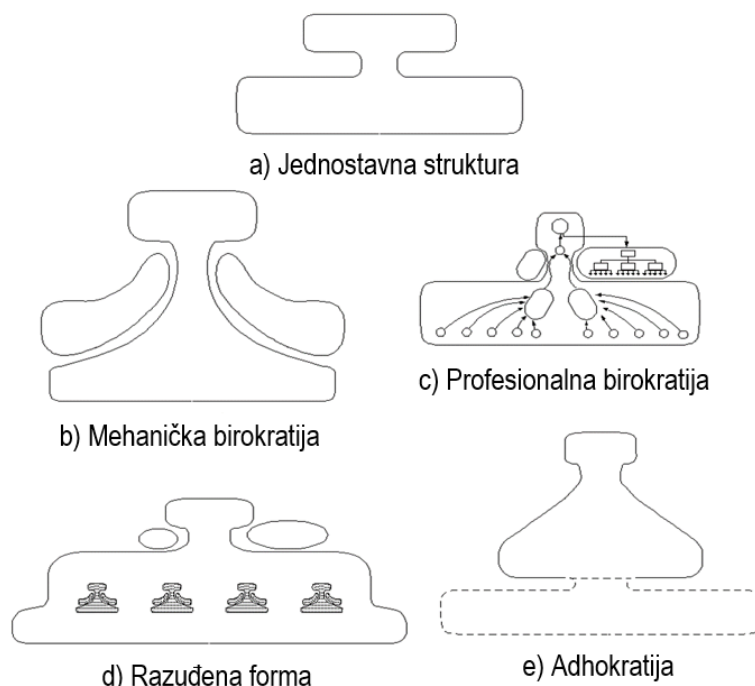 a) Jednostavna struktura
b) Mehanička birokratija
c) Profesionalna birokratija
d) Razuđena forma
e) Adhokratija